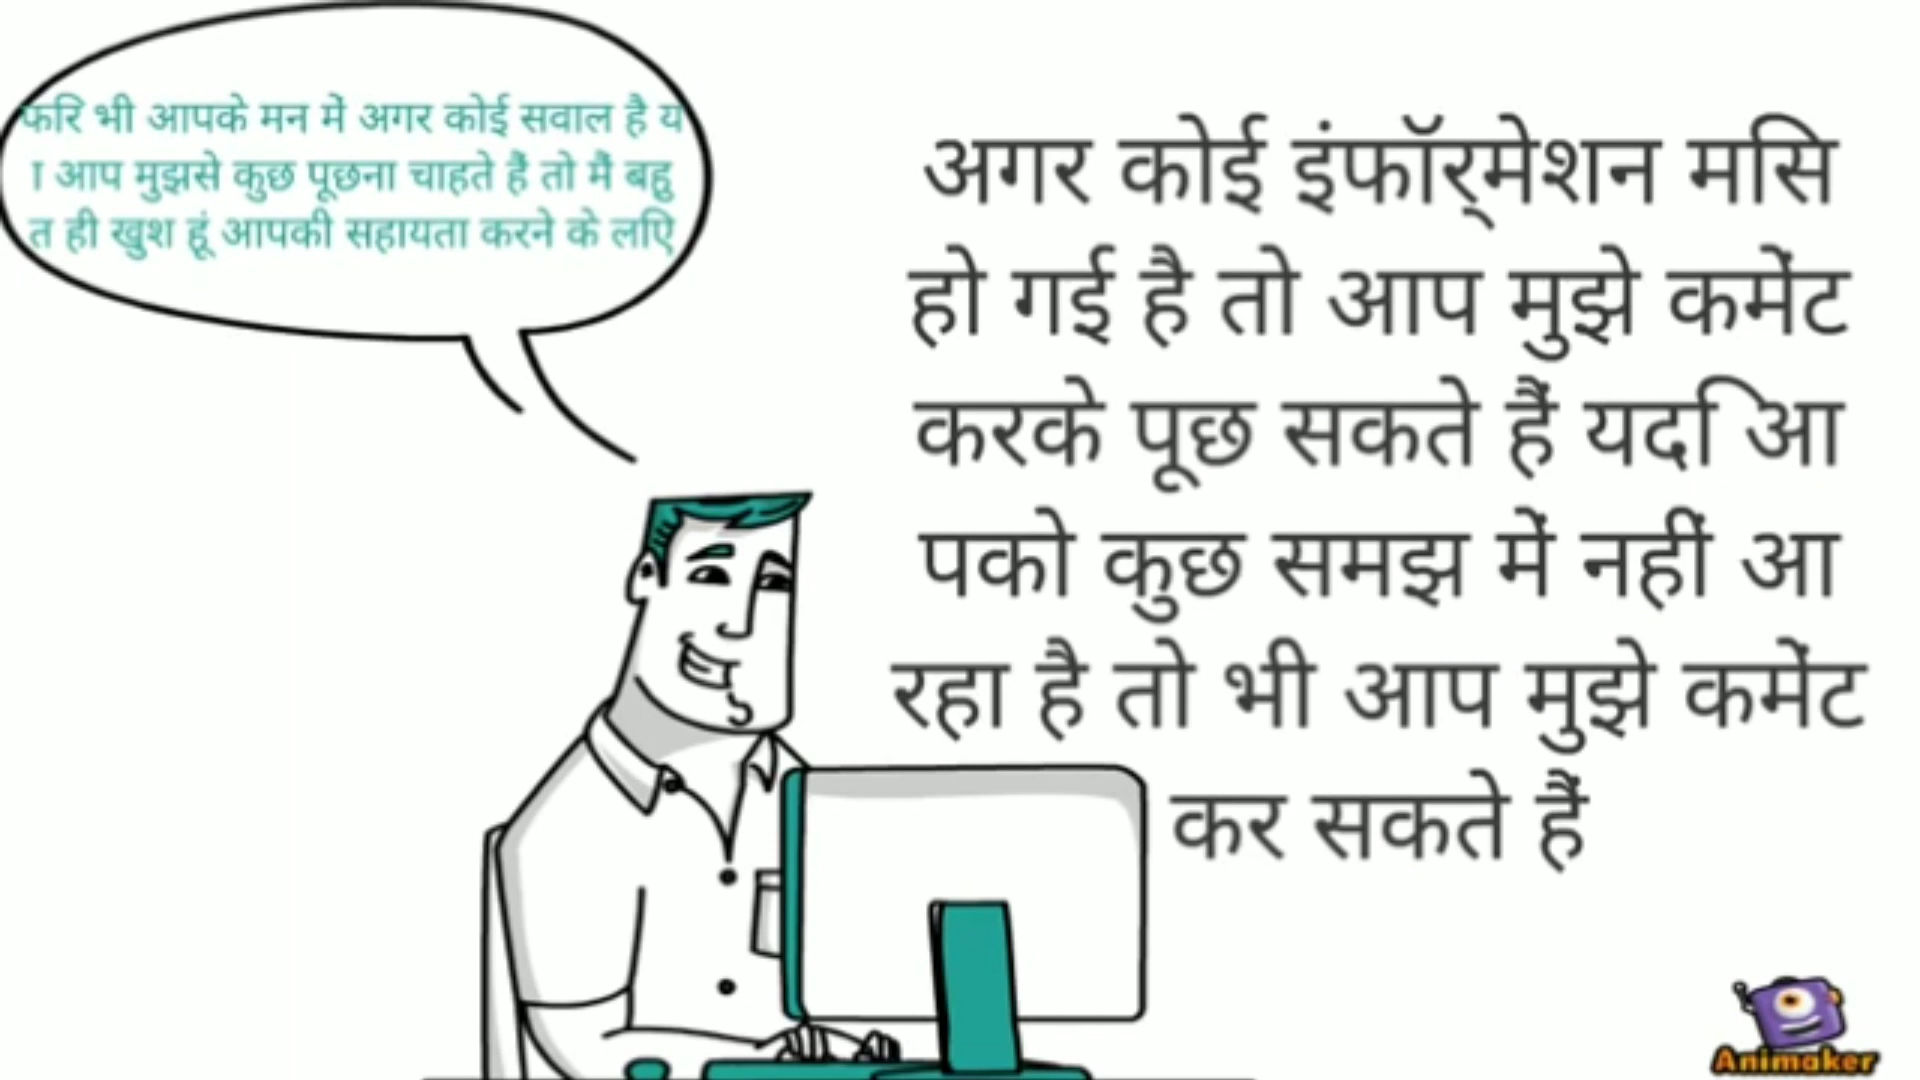 फरि भी आपके मन में अगर कोई सवाल है य
ा आप मुझसे कुछ पूछना चाहते हैं तो मैं बहु
त ही खुश हूं आपकी सहायता करने के लिए
अगर कोई इंफॉर्मेशन मसि
हो गई है तो आप मुझे कमेंट
करके पूछ सकते हैं यदि आ
पको कुछ समझ में नहीं आ
रहा है तो भी आप मुझे कमेंट
कर सकते हैं
Animaker